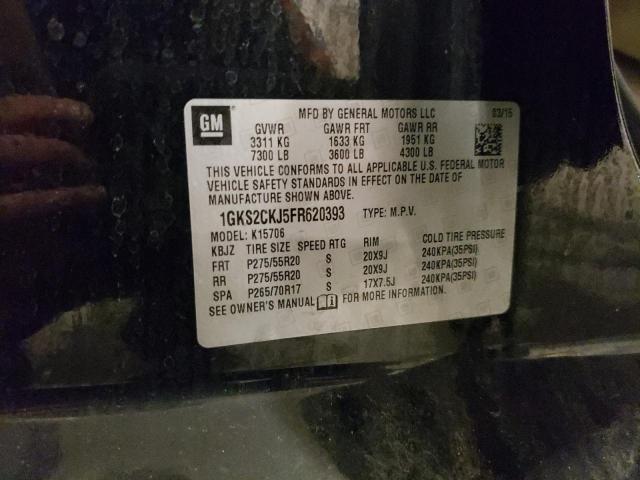 GM
MFD BY GENERAL MOTORS LLC 03/15
GVWR GAWR FRT GAWR RR
3311 KG 1633 KG 1951 KG
7300 LB 3600 LB 4300 LB
THIS VEHICLE CONFORMS TO ALL APPLICABLE U.S. FEDERAL MOTOR
VEHICLE SAFETY STANDARDS IN EFFECT ON THE DATE OF
MANUFACTURE SHOWN ABOVE.
1GKS2CKJ5FR620393 TYPE: M.P.V.
MODEL: K15706
KBJZ TIRE SIZE SPEED RTG RIM COLD TIRE PRESSURE
FRT P275/55R20 S 20X9J 240KPA(35PSI)
RR P275/55R20 S 20X9J 240KPA(35PSI)
SPA P265/70R17 S 17X7.5J 240KPA(35PSI)
SEE OWNER'S MANUAL FOR MORE INFORMATION.